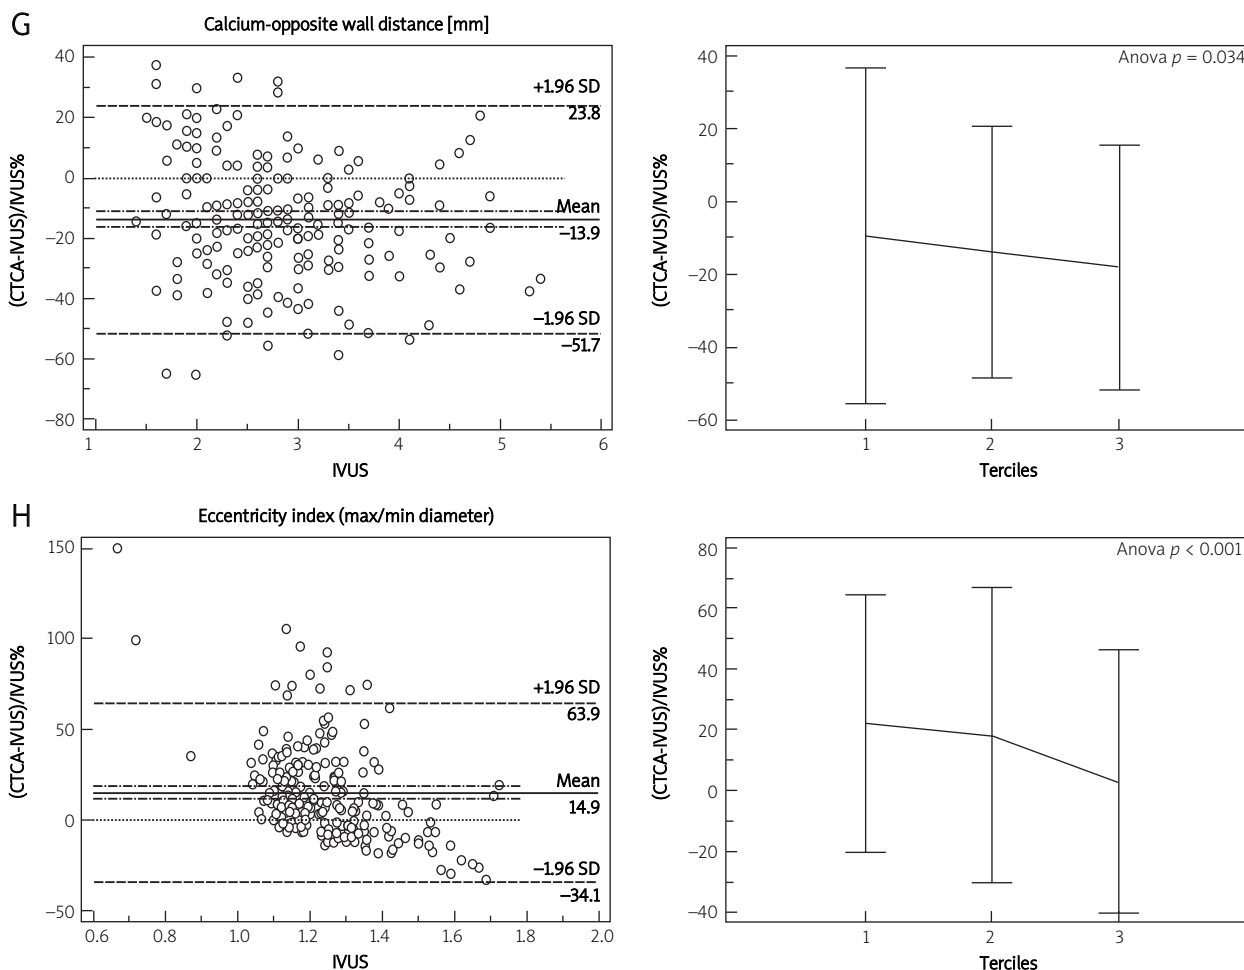 G
Calcium-opposite wall distance [mm]
(CTCA-IVUS)/IVUS%
40
20
0
–20
–40
–60
–80
+1.96 SD
23.8
Mean
–13.9
–1.96 SD
–51.7
1 2 3 4 5 6
IVUS
Anova p = 0.034
(CTCA-IVUS)/IVUS%
40
20
0
–20
–40
–60
1 2 3
Terciles
H
Eccentricity index (max/min diameter)
(CTCA-IVUS)/IVUS%
150
100
50
0
–50
+1.96 SD
63.9
Mean
14.9
–1.96 SD
–34.1
0.6 0.8 1.0 1.2 1.4 1.6 1.8 2.0
IVUS
Anova p < 0.001
(CTCA-IVUS)/IVUS%
80
60
40
20
0
–20
–40
1 2 3
Terciles